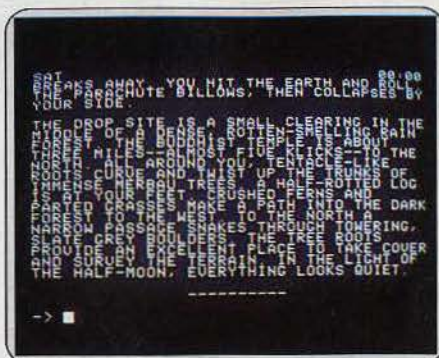 SAT 00:00
BREAKS AWAY. YOU HIT THE EARTH AND ROLL.
THE PARACHUTE BILLOWS, THEN COLLAPSES BY
YOUR SIDE.
THE DROP SITE IS A SMALL CLEARING IN THE
MIDDLE OF A DENSE, ROTTEN-SMELLING RAIN
FOREST. THE BUDDHIST TEMPLE IS ABOUT
THREE MILES--ABOUT FIVE KLICKS--TO THE
NORTH. ALL AROUND YOU, TENTACLE-LIKE
ROOTS CURVE AND TWIST UP THE TRUNKS OF
IMMENSE MERBAU TREES. A HALF-ROTTED LOG
IS AT YOUR FEET. CRUSHED FERNS AND
PARTED GRASSES MAKE A PATH INTO THE DARK
FOREST TO THE WEST. TO THE NORTH A
NARROW PASSAGE SNAKES THROUGH TOWERING,
SLATE GREY BOULDERS. THE TREE ROOTS
PROVIDE AN EXCELLENT PLACE TO TAKE COVER
AND SURVEY THE TERRAIN. IN THE LIGHT OF
THE HALF-MOON, EVERYTHING LOOKS QUIET.
----------
->